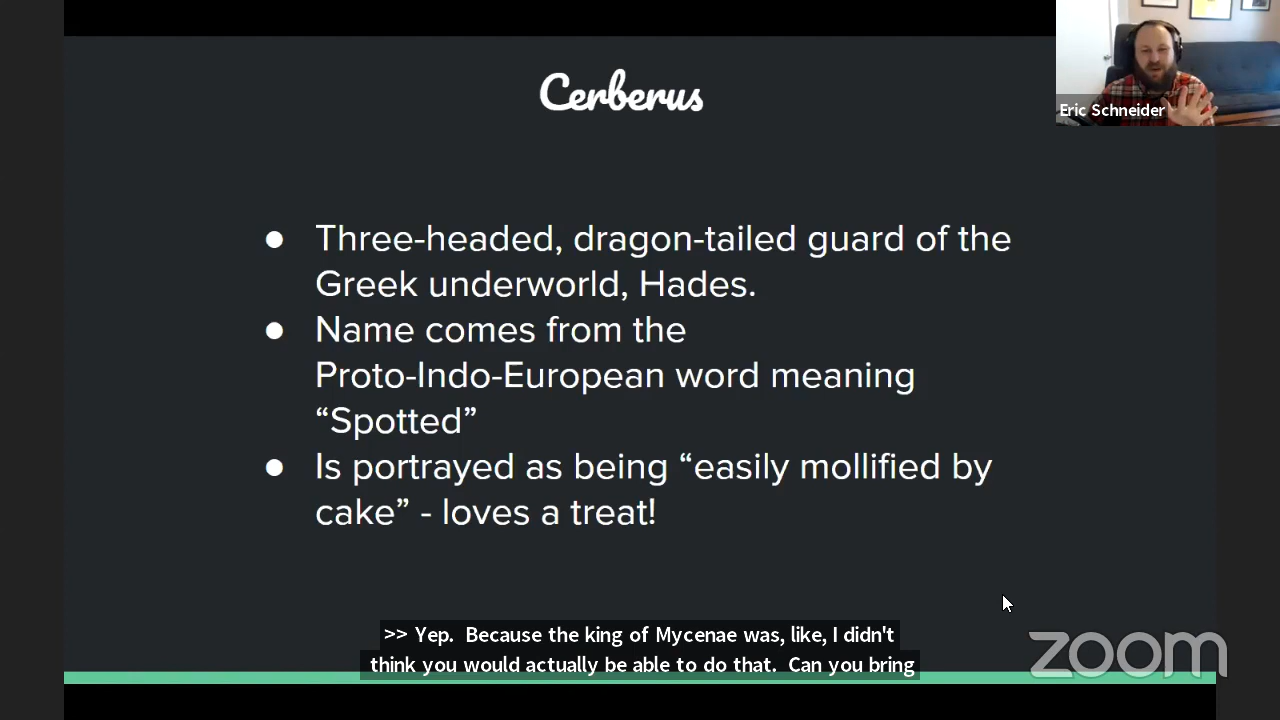 Cerberus
Eric Schneider
● Three-headed, dragon-tailed guard of the
Greek underworld, Hades.
● Name comes from the
Proto-Indo-European word meaning
“Spotted”
● Is portrayed as being “easily mollified by
cake” - loves a treat!
>> Yep.  Because the king of Mycenae was, like, I didn't
think you would actually be able to do that.  Can you bring
zoom